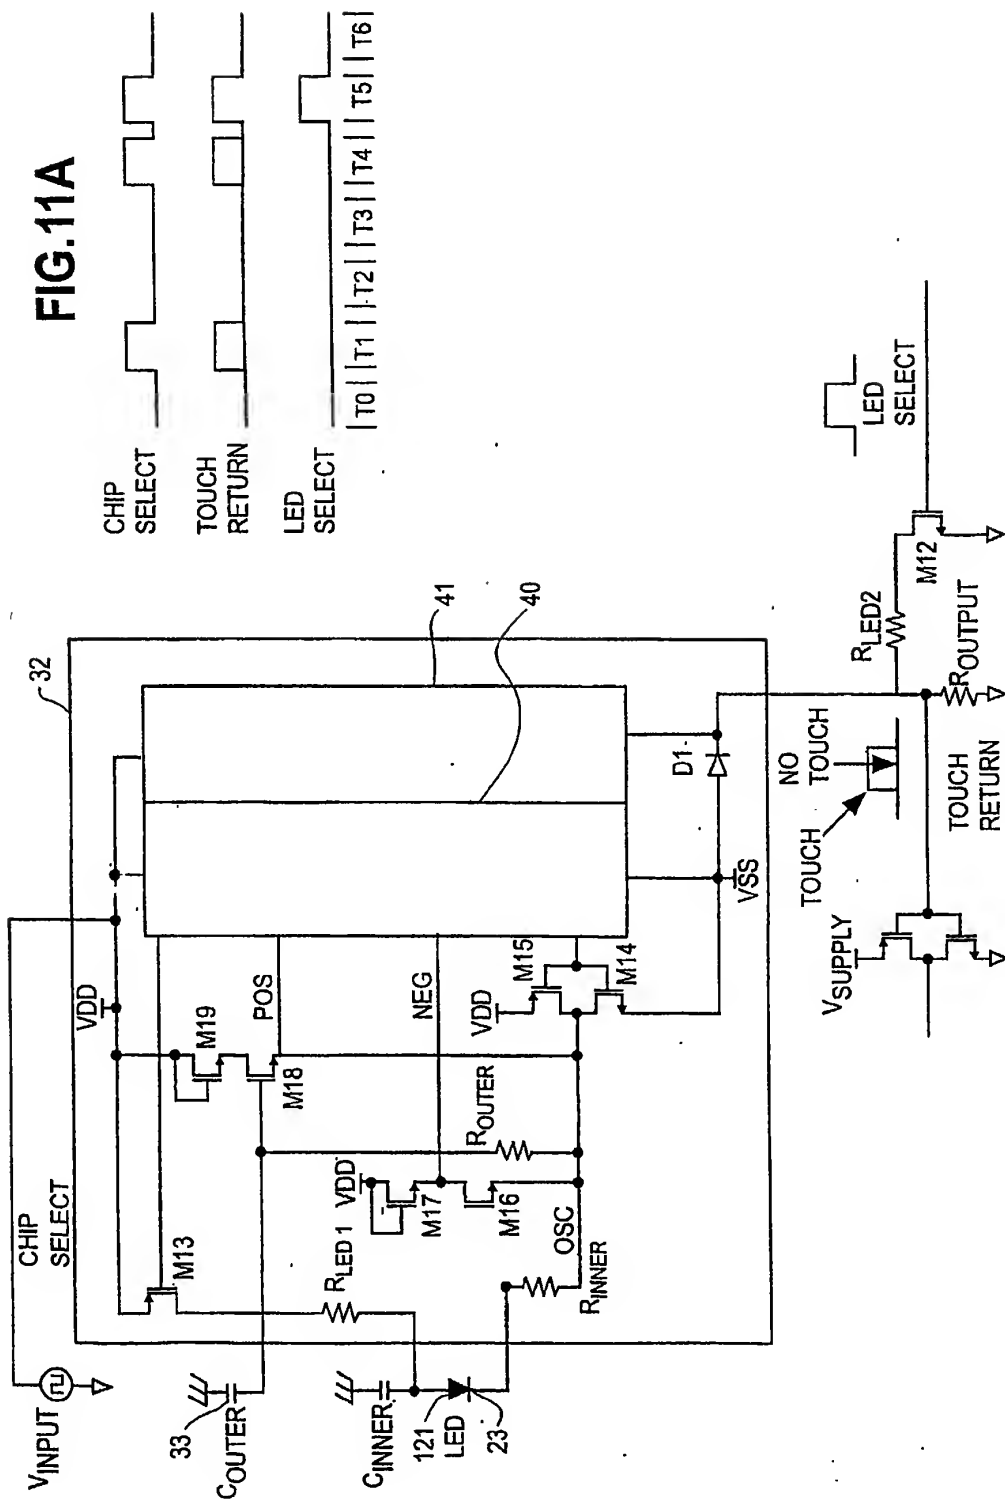 FIG.11A
CHIP
SELECT
TOUCH
RETURN
LED
SELECT
T0 T1 T2 T3 T4 T5 T6
VINPUT
CHIP
SELECT
32
VDD
33
COUTER
M13
M19
M18
POS
41
40
RLED1
CINNER
121
LED
23
VDD
M17
M16
NEG
ROUTER
OSC
RINNER
VDD
M15
M14
VSS
D1
VSUPPLY
TOUCH
NO
TOUCH
TOUCH
RETURN
RLED2
ROUTPUT
M12
LED
SELECT